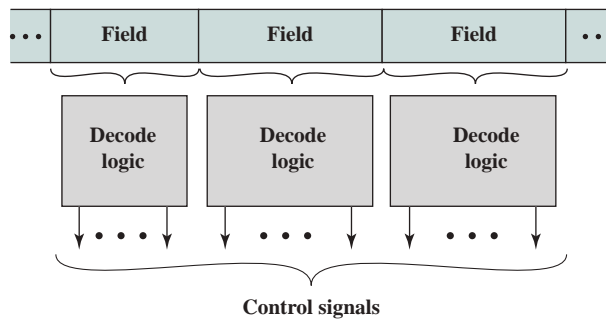 • • • Field Field Field • • •
Decode Decode Decode
logic logic logic
• • • • • • • • •
Control signals